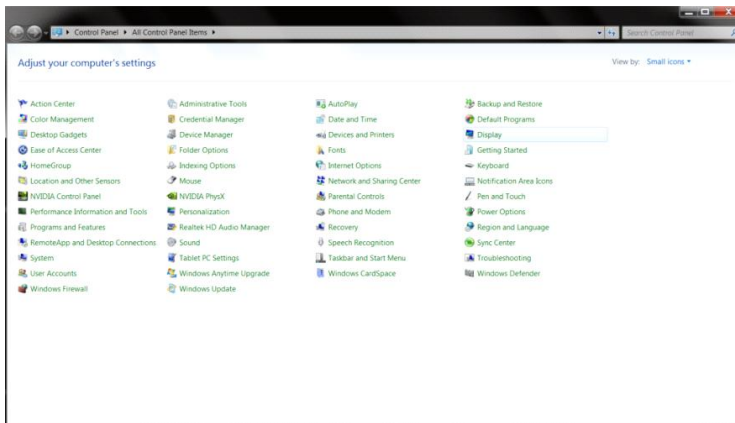 Control Panel ▸ All Control Panel Items ▸
Search Control Panel
Adjust your computer's settings
View by: Small icons
Action Center
Administrative Tools
AutoPlay
Backup and Restore
Color Management
Credential Manager
Date and Time
Default Programs
Desktop Gadgets
Device Manager
Devices and Printers
Display
Ease of Access Center
Folder Options
Fonts
Getting Started
HomeGroup
Indexing Options
Internet Options
Keyboard
Location and Other Sensors
Mouse
Network and Sharing Center
Notification Area Icons
NVIDIA Control Panel
NVIDIA PhysX
Parental Controls
Pen and Touch
Performance Information and Tools
Personalization
Phone and Modem
Power Options
Programs and Features
Realtek HD Audio Manager
Recovery
Region and Language
RemoteApp and Desktop Connections
Sound
Speech Recognition
Sync Center
System
Tablet PC Settings
Taskbar and Start Menu
Troubleshooting
User Accounts
Windows Anytime Upgrade
Windows CardSpace
Windows Defender
Windows Firewall
Windows Update